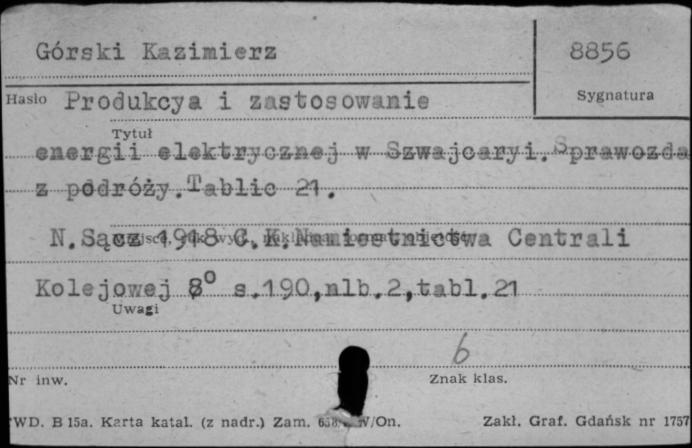 Górski Kazimierz
8856
Hasło Produkcya i zastosowanie
Sygnatura
Tytuł
energii elektrycznej w Szwajcaryi. Sprawozda
z podróży. Tablic 21.
N. Sącz 1918 C.K. Namiestnictwa Centrali
Kolejowej 8° s.190,nlb.2,tabl.21
Uwagi
6
Nr inw.
Znak klas.
WD. B 15a. Karta katal. (z nadr.) Zam. W/On.
Zakł. Graf. Gdańsk nr 1757